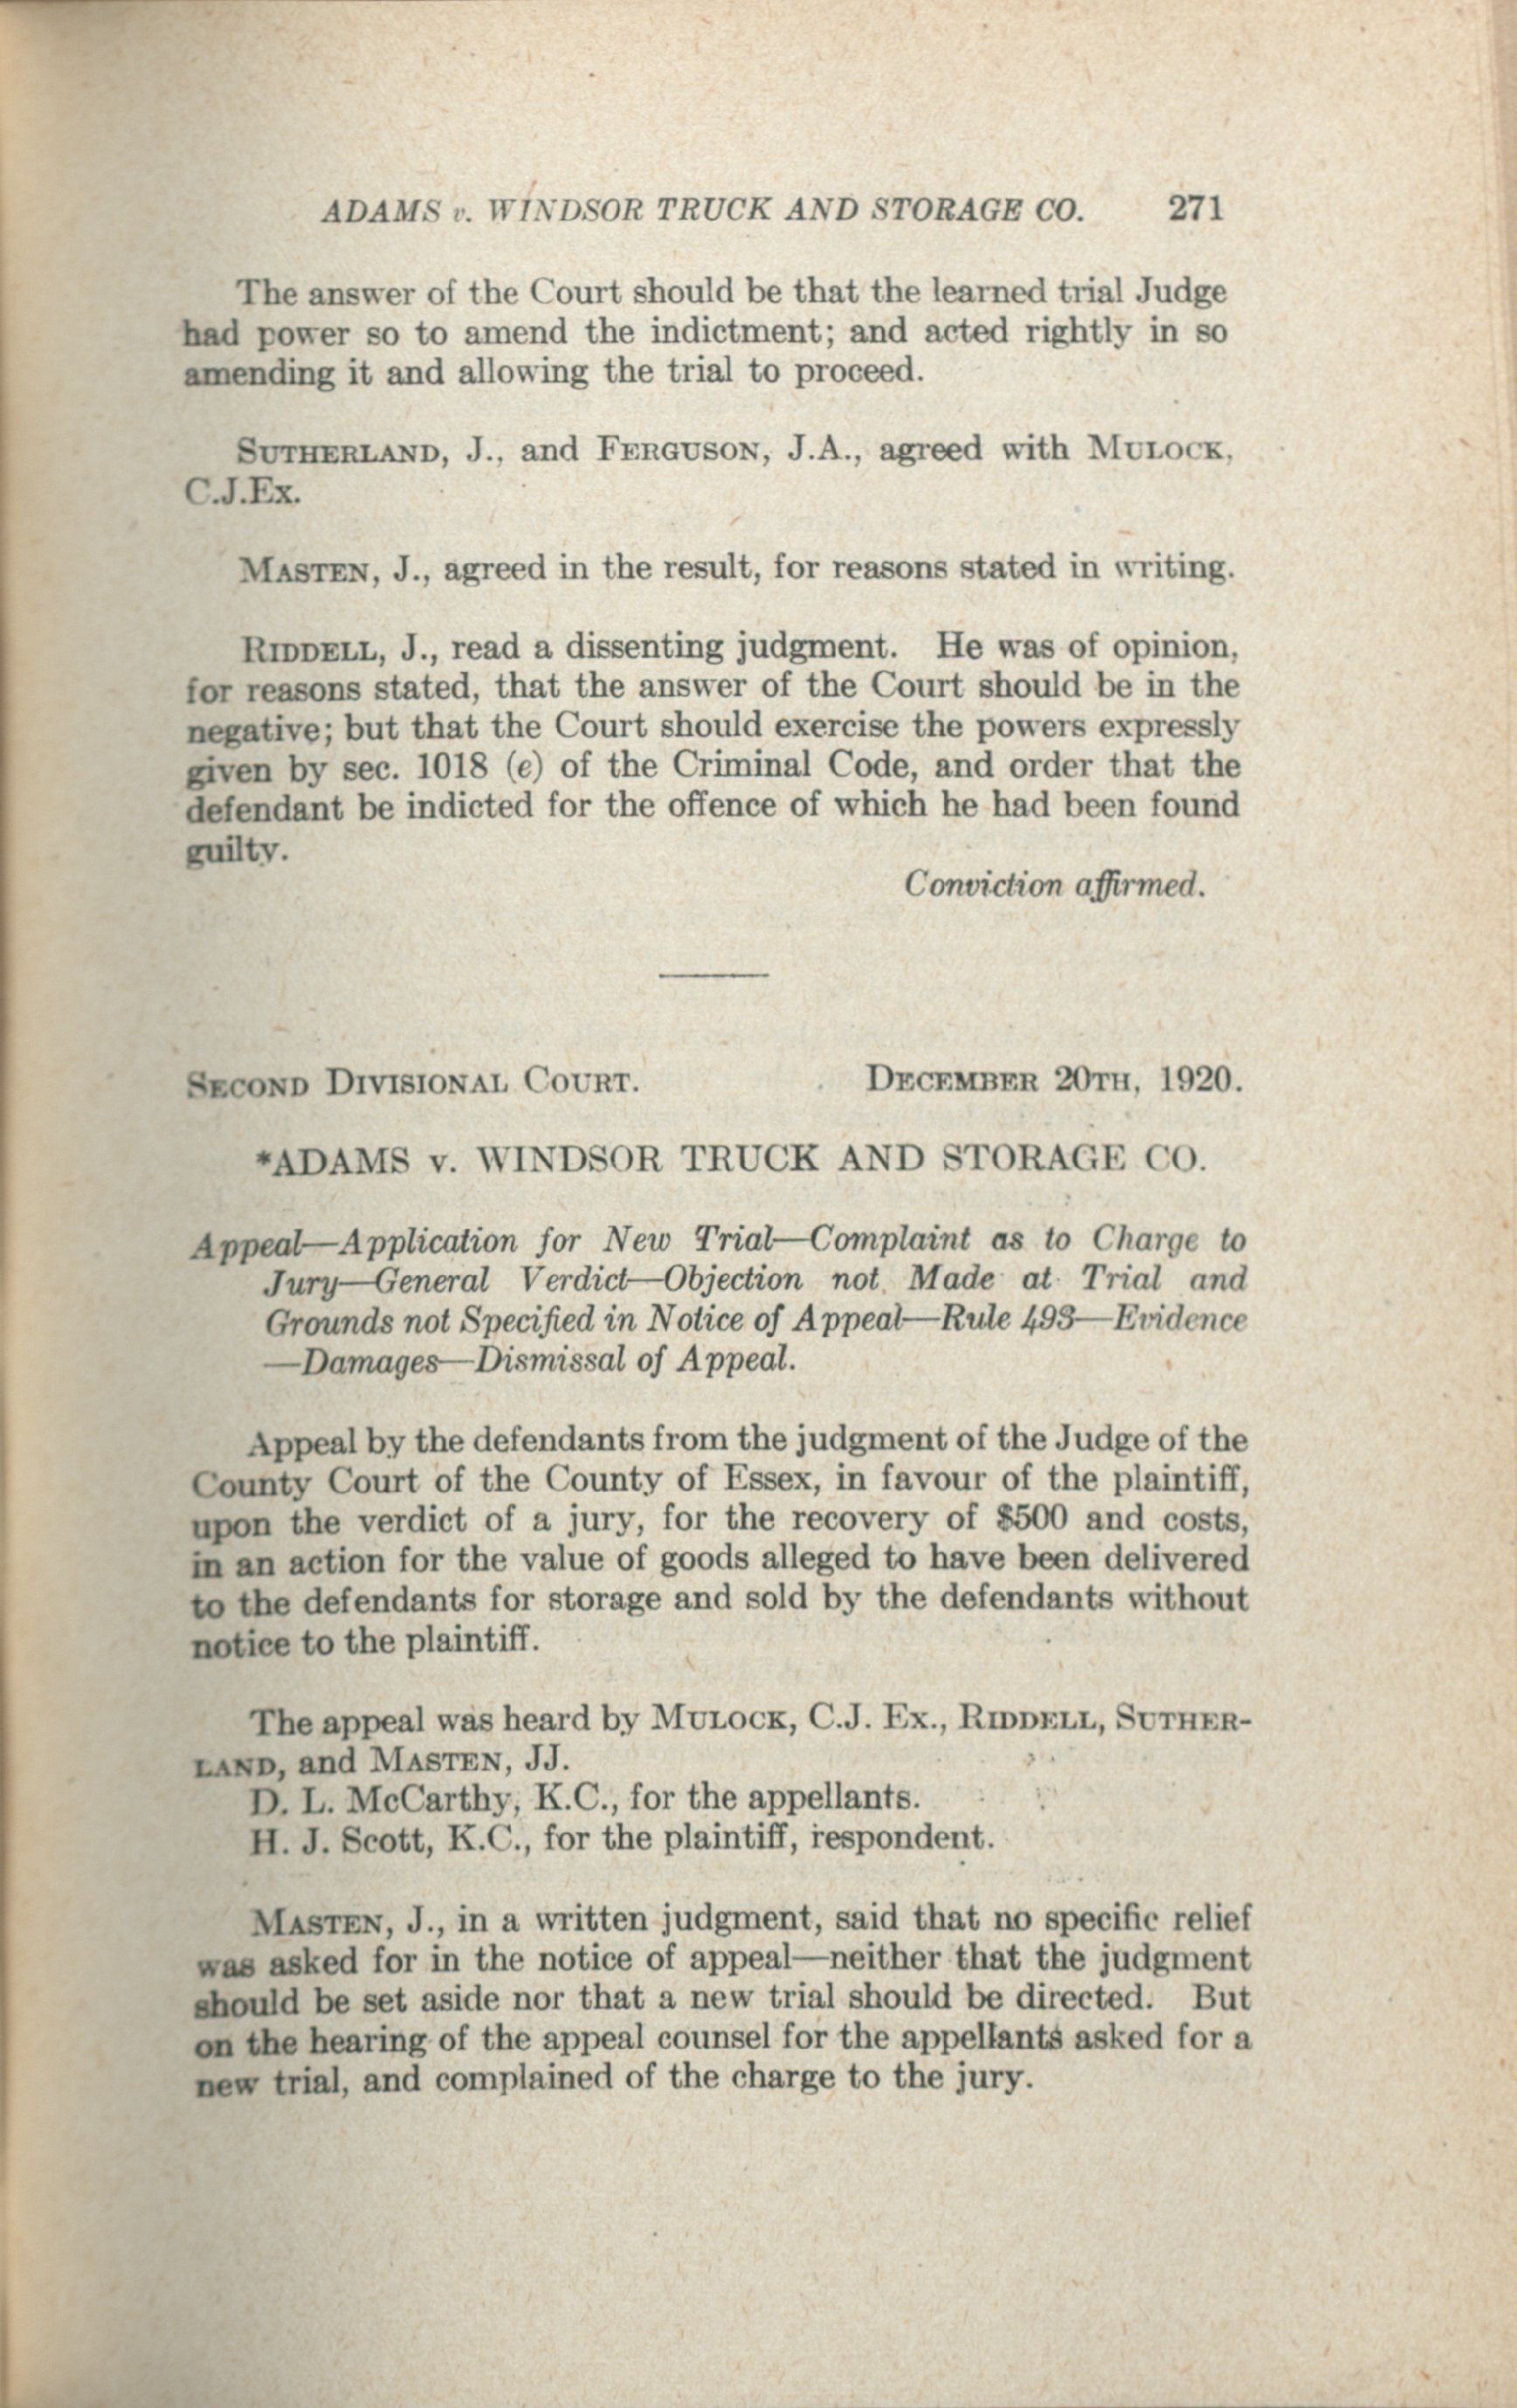 ADAMS v. WINDSOR TRUCK AND STORAGE CO. 271
The answer of the Court should be that the learned trial Judge
had power so to amend the indictment; and acted rightly in so
amending it and allowing the trial to proceed.
SUTHERLAND, J., and FERGUSON, J.A., agreed with MULOCK,
C.J.Ex.
MASTEN, J., agreed in the result, for reasons stated in writing.
RIDDELL, J., read a dissenting judgment. He was of opinion,
for reasons stated, that the answer of the Court should be in the
negative; but that the Court should exercise the powers expressly
given by sec. 1018 (e) of the Criminal Code, and order that the
defendant be indicted for the offence of which he had been found
guilty.
Conviction affirmed.
SECOND DIVISIONAL COURT. DECEMBER 20TH, 1920.
*ADAMS v. WINDSOR TRUCK AND STORAGE CO.
Appeal—Application for New Trial—Complaint as to Charge to
Jury—General Verdict—Objection not Made at Trial and
Grounds not Specified in Notice of Appeal—Rule 493—Evidence
—Damages—Dismissal of Appeal.
Appeal by the defendants from the judgment of the Judge of the
County Court of the County of Essex, in favour of the plaintiff,
upon the verdict of a jury, for the recovery of $500 and costs,
in an action for the value of goods alleged to have been delivered
to the defendants for storage and sold by the defendants without
notice to the plaintiff.
The appeal was heard by MULOCK, C.J. Ex., RIDDELL, SUTHER-
LAND, and MASTEN, JJ.
D. L. McCarthy, K.C., for the appellants.
H. J. Scott, K.C., for the plaintiff, respondent.
MASTEN, J., in a written judgment, said that no specific relief
was asked for in the notice of appeal—neither that the judgment
should be set aside nor that a new trial should be directed. But
on the hearing of the appeal counsel for the appellants asked for a
new trial, and complained of the charge to the jury.